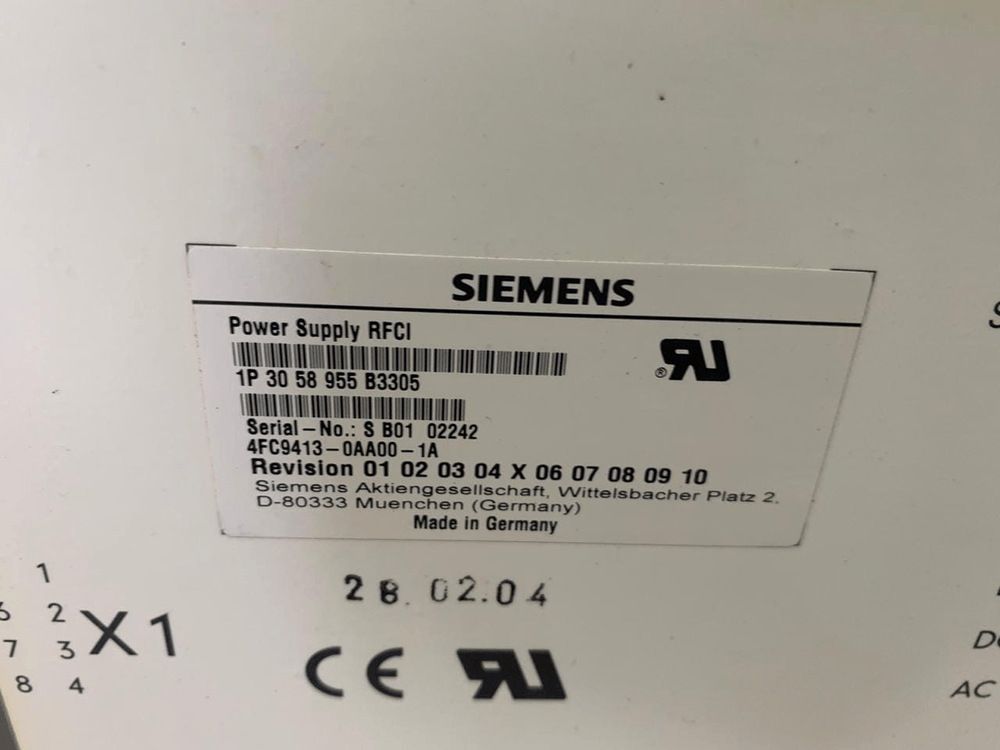 SIEMENS
Power Supply RFCI
1P 30 58 955 B3305
Serial-No.: S B01 02242
4FC9413-0AA00-1A
Revision 01 02 03 04 X 06 07 08 09 10
Siemens Aktiengesellschaft, Wittelsbacher Platz 2.
D-80333 Muenchen (Germany)
Made in Germany
28.02.04
1
6 2
7 3
8 4
X1
CE
AC